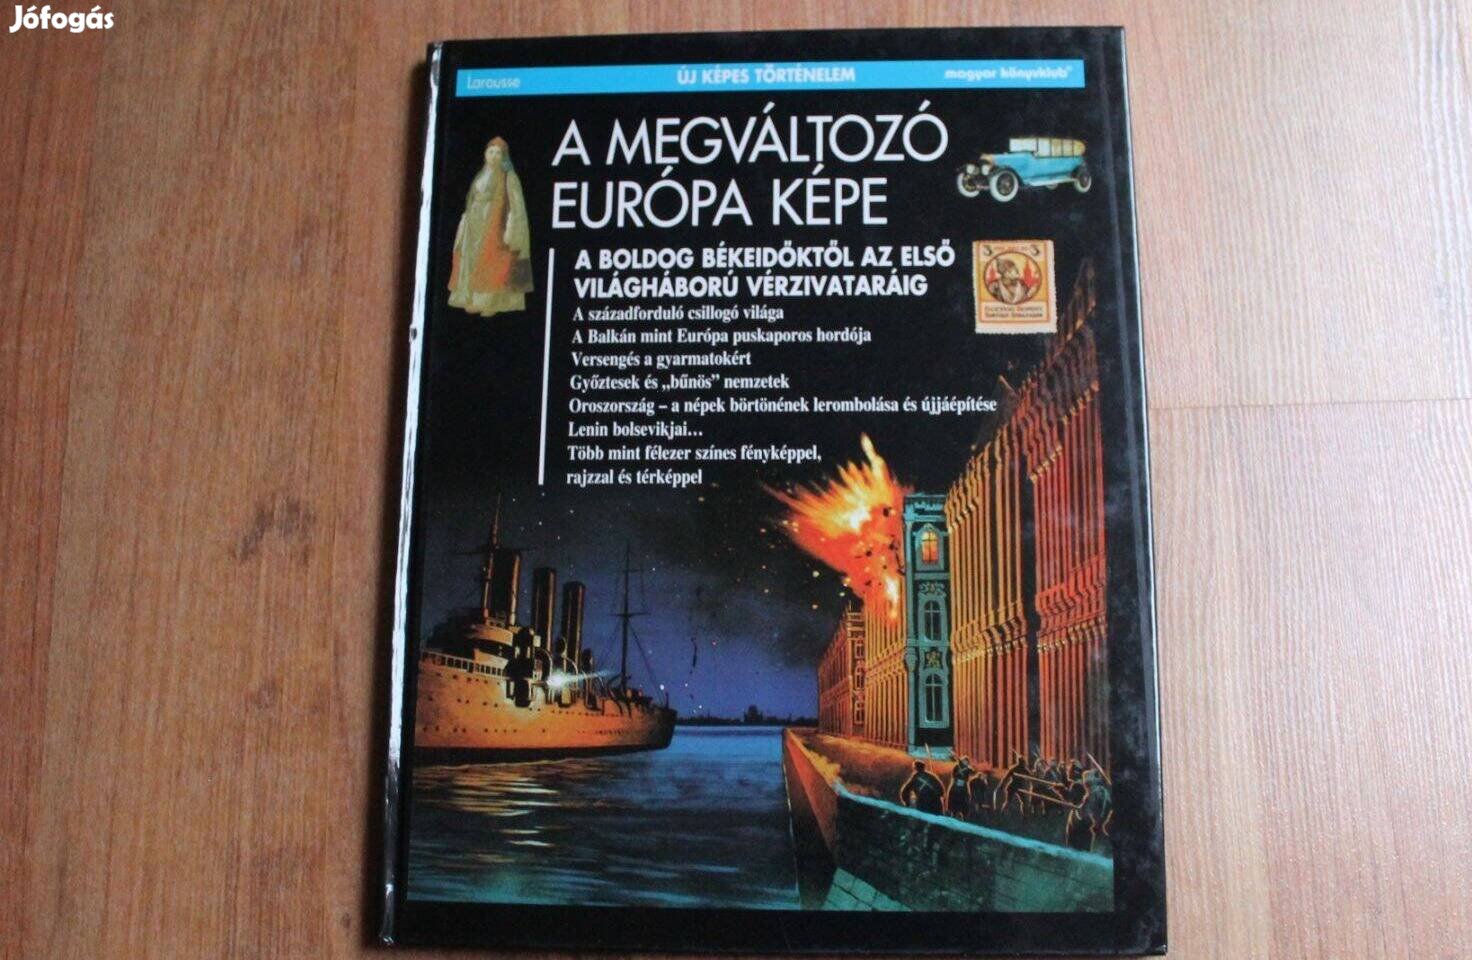 Jófogás
Larousse
ÚJ KÉPES TÖRTÉNELEM
magyar könyvklub
A MEGVÁLTOZÓ
EURÓPA KÉPE
A BOLDOG BÉKEIDŐKTŐL AZ ELSŐ
VILÁGHÁBORÚ VÉRZIVATARÁIG
A századforduló csillogó világa
A Balkán mint Európa puskaporos hordója
Versengés a gyarmatokért
Győztesek és „bűnös” nemzetek
Oroszország – a népek börtönének lerombolása és újjáépítése
Lenin bolsevikjai…
Több mint félezer színes fényképpel,
rajzzal és térképpel
3 3